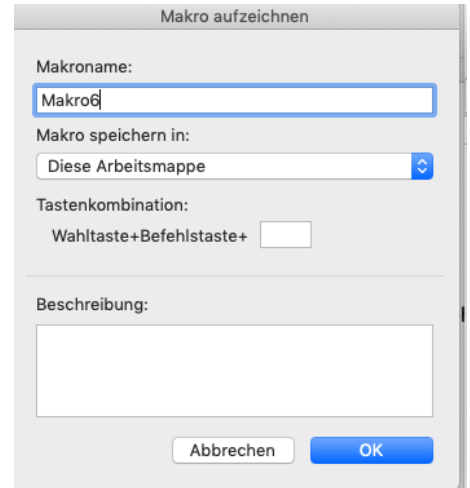 Makro aufzeichnen
Makroname:
Makro6
Makro speichern in:
Diese Arbeitsmappe
Tastenkombination:
Wahltaste+Befehlstaste+
Beschreibung:
Abbrechen OK